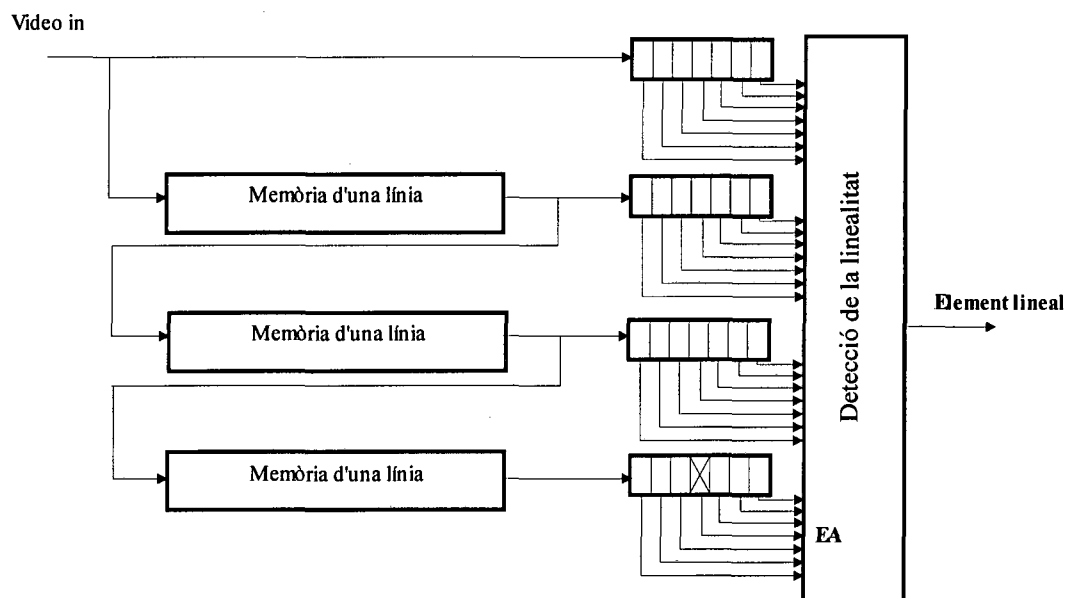 Video in
Memòria d'una línia
Memòria d'una línia
Memòria d'una línia
Detecció de la linealitat
Element lineal
EA